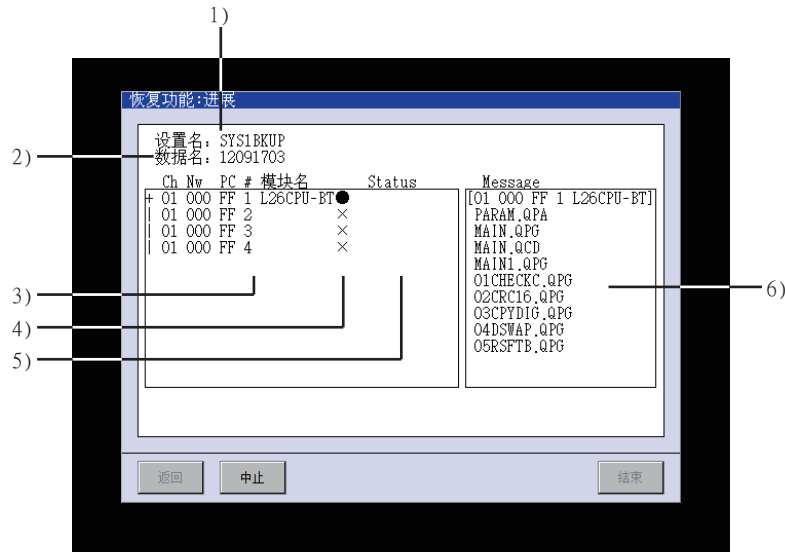 1)
恢复功能:进展
设置名: SYS1BKUP
2)
数据名: 12091703
Ch Nw PC # 模块名 Status Message
+ 01 000 FF 1 L26CPU-BT● [01 000 FF 1 L26CPU-BT]
| 01 000 FF 2 × PARAM.QPA
| 01 000 FF 3 × MAIN.QPG
| 01 000 FF 4 × MAIN.QCD
MAIN1.QPG
01CHECKC.QPG
02CRC16.QPG
03CPYDIG.QPG
04DSWAP.QPG
05RSFTB.QPG
3)
4)
5)
6)
返回 中止 结束